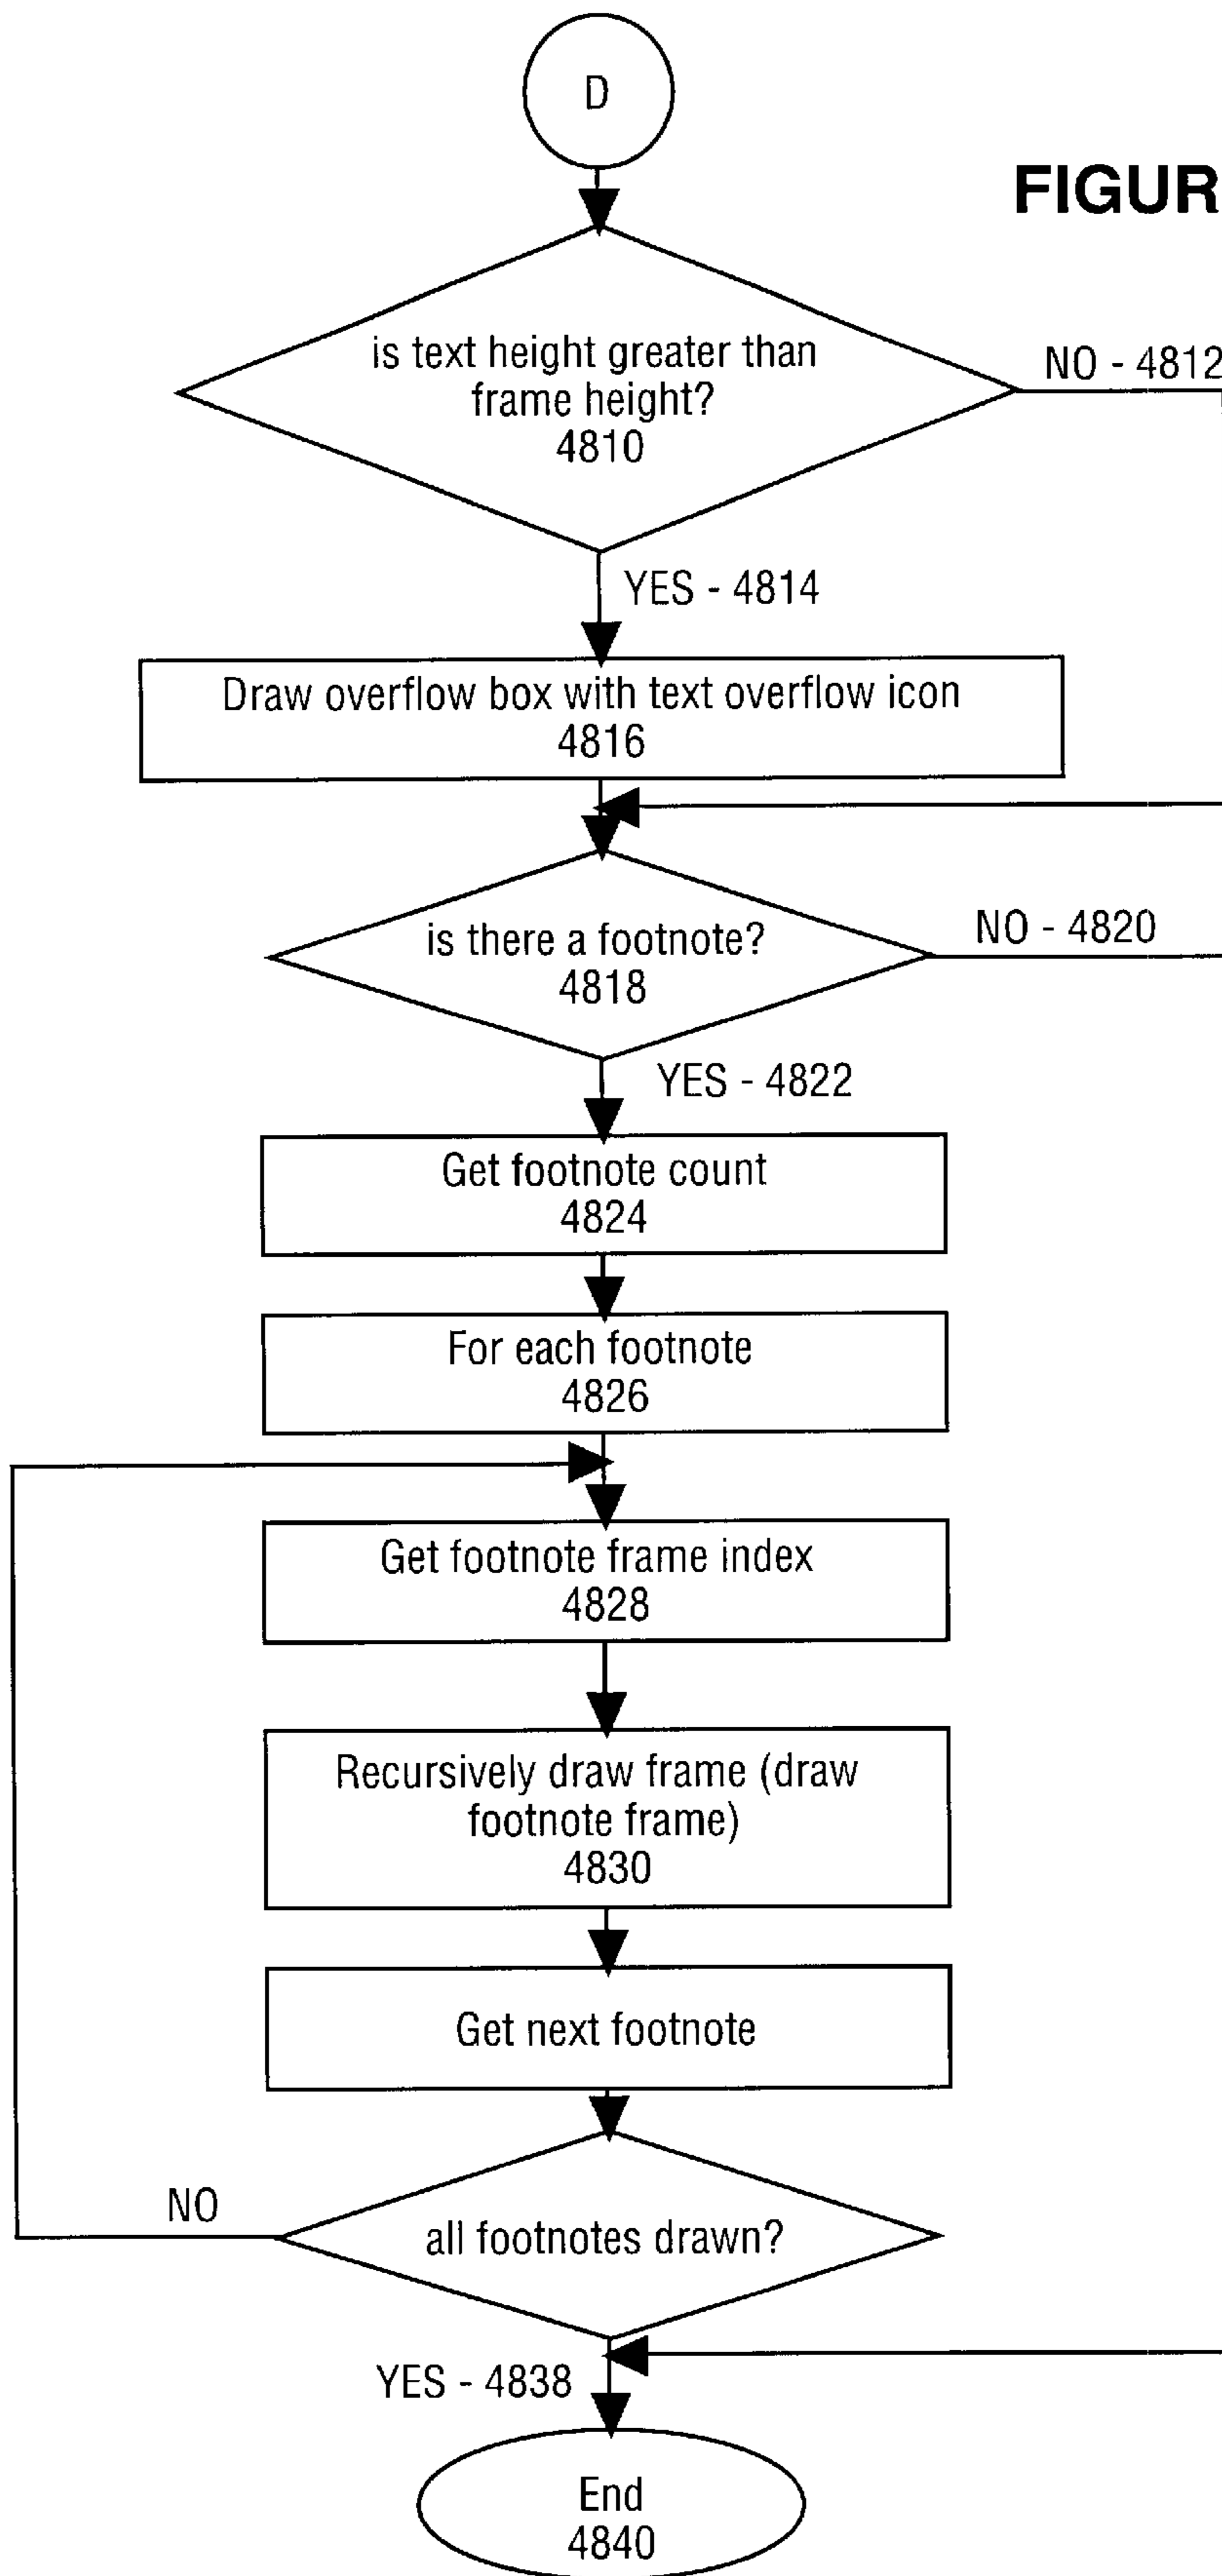 D
FIGUR
is text height greater than
frame height?
4810
NO - 4812
YES - 4814
Draw overflow box with text overflow icon
4816
is there a footnote?
4818
NO - 4820
YES - 4822
Get footnote count
4824
For each footnote
4826
Get footnote frame index
4828
Recursively draw frame (draw
footnote frame)
4830
Get next footnote
NO
all footnotes drawn?
YES - 4838
End
4840